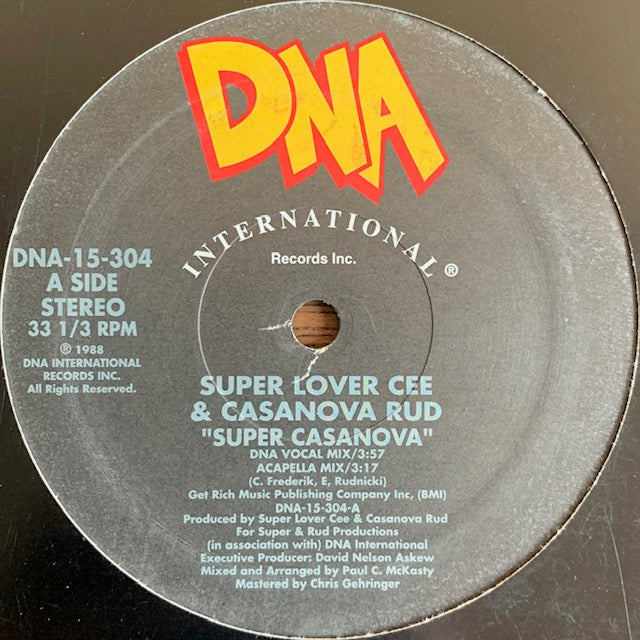 DNA
INTERNATIONAL ®
Records Inc.
DNA-15-304
A SIDE
STEREO
33 1/3 RPM
® 1988
DNA INTERNATIONAL
RECORDS INC.
All Rights Reserved.
SUPER LOVER CEE
& CASANOVA RUD
"SUPER CASANOVA"
DNA VOCAL MIX/3:57
ACAPELLA MIX/3:17
(C. Frederik, E, Rudnicki)
Get Rich Music Publishing Company Inc, (BMI)
DNA-15-304-A
Produced by Super Lover Cee & Casanova Rud
For Super & Rud Productions
(in association with) DNA International
Executive Producer: David Nelson Askew
Mixed and Arranged by Paul C. McKasty
Mastered by Chris Gehringer